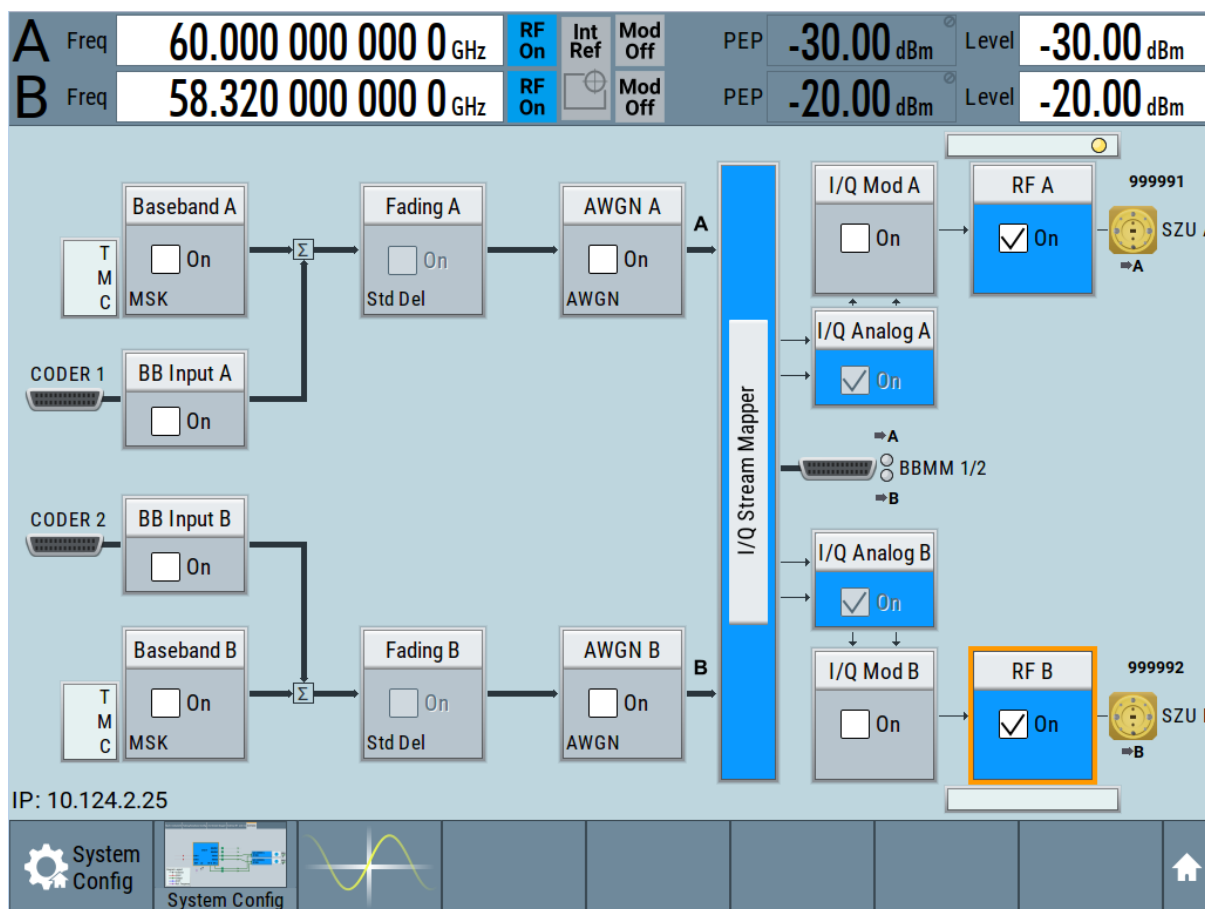 A Freq 60.000 000 000 0 GHz RF On Int Ref Mod Off PEP -30.00 dBm Level -30.00 dBm
B Freq 58.320 000 000 0 GHz RF On Mod Off PEP -20.00 dBm Level -20.00 dBm
Baseband A
On
T
M
C
MSK
Σ
Fading A
On
Std Del
AWGN A
On
AWGN
A
I/Q Mod A
On
RF A
On
999991
SZU A
A
CODER 1
BB Input A
On
I/Q Analog A
On
I/Q Stream Mapper
A
BBMM 1/2
B
CODER 2
BB Input B
On
I/Q Analog B
On
Baseband B
On
T
M
C
MSK
Σ
Fading B
On
Std Del
AWGN B
On
AWGN
B
I/Q Mod B
On
RF B
On
999992
SZU
B
IP: 10.124.2.25
System
Config
System Config